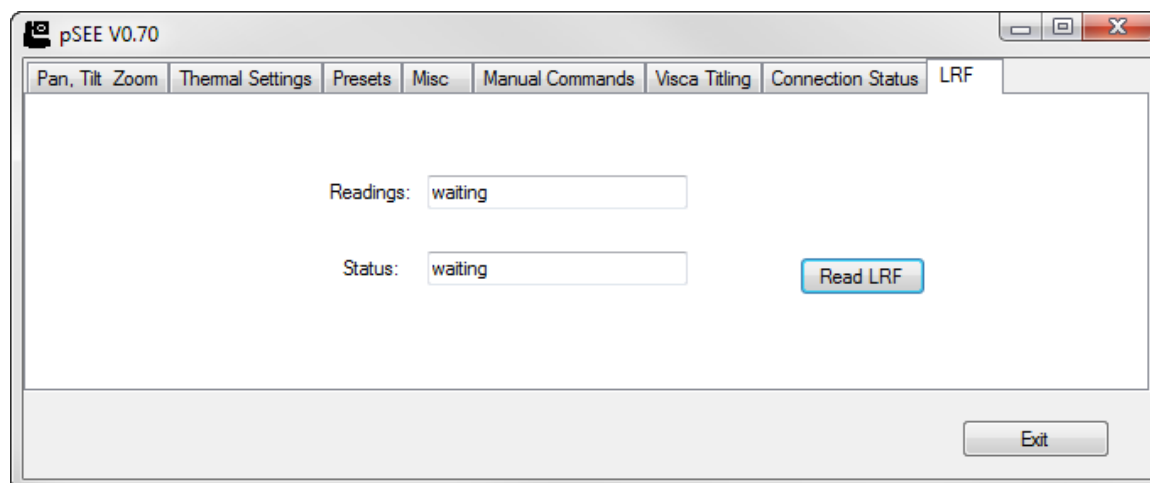 pSEE V0.70
Pan, Tilt Zoom Thermal Settings Presets Misc Manual Commands Visca Titling Connection Status LRF
Readings: waiting
Status: waiting
Read LRF
Exit